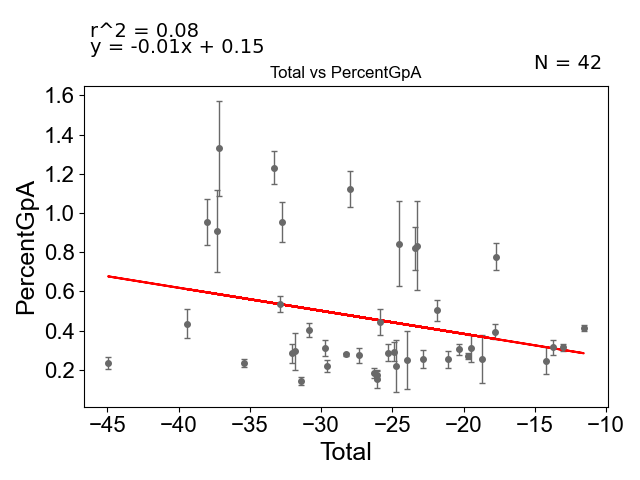 r^2 = 0.08
y = -0.01x + 0.15
N = 42
Total vs PercentGpA
PercentGpA
1.6
1.4
1.2
1.0
0.8
0.6
0.4
0.2
−45 −40 −35 −30 −25 −20 −15 −10
Total